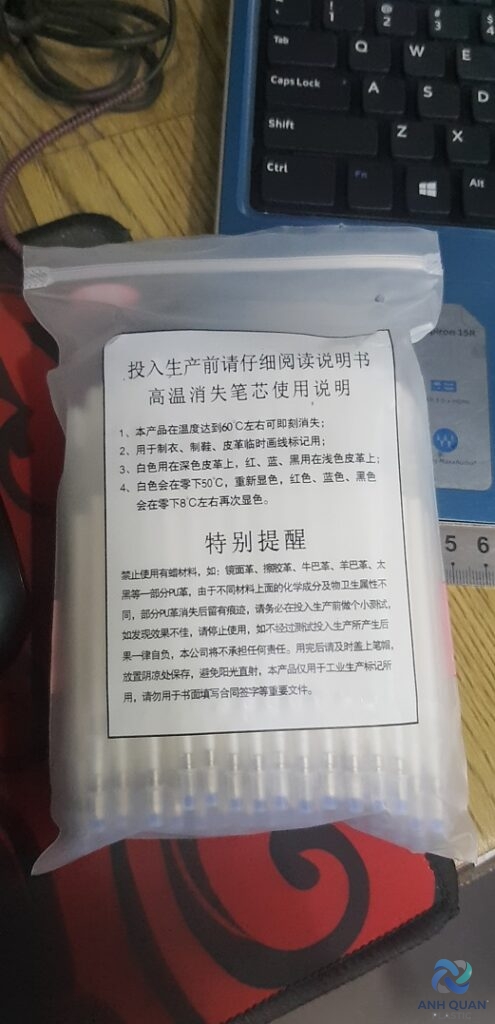 ! 1
@ 2
# 3
$ 4
Tab
Q
W
E
Caps Lock
A
S
D
Shift
Z
X
Ctrl
Fn
Alt
15R
投入生产前请仔细阅读说明书
高温消失笔芯使用说明
1、本产品在温度达到60℃左右可即刻消失；
2、用于制衣、制鞋、皮革临时画线标记用；
3、白色用在深色皮革上，红、蓝、黑用在浅色皮革上；
4、白色会在零下50℃，重新显色，红色、蓝色、黑色
会在零下8℃左右再次显色。
特别提醒
禁止使用有蜡材料，如：镜面革、擦胶革、牛巴革、羊巴革、太
黑等一部分PU革，由于不同材料上面的化学成分及物卫生属性不
同，部分PU革消失后留有痕迹，请务必在投入生产前做个小测试，
如发现效果不佳，请停止使用，如不经过测试投入生产所产生后
果一律自负，本公司将不承担任何责任。用完后请及时盖上笔帽，
放置阴凉处保存，避免阳光直射，本产品仅用于工业生产标记所
用，请勿用于书面填写合同签字等重要文件。
5 6
ANH QUAN